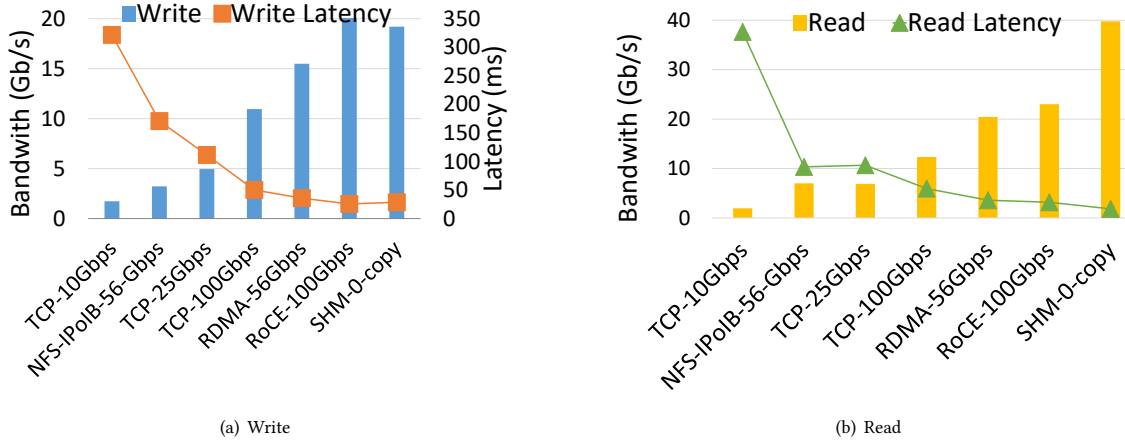 Write Write Latency
20
15
10
5
0
Bandwith (Gb/s)
350
300
250
200
150
100
50
0
Latency (ms)
TCP-10Gbps
NFS-IPoIB-56-Gbps
TCP-25Gbps
TCP-100Gbps
RDMA-56Gbps
RoCE-100Gbps
SHM-0-copy
(a) Write
Read Read Latency
40
30
20
10
0
Bandwith (Gb/s)
TCP-10Gbps
NFS-IPoIB-56-Gbps
TCP-25Gbps
TCP-100Gbps
RDMA-56Gbps
RoCE-100Gbps
SHM-0-copy
(b) Read